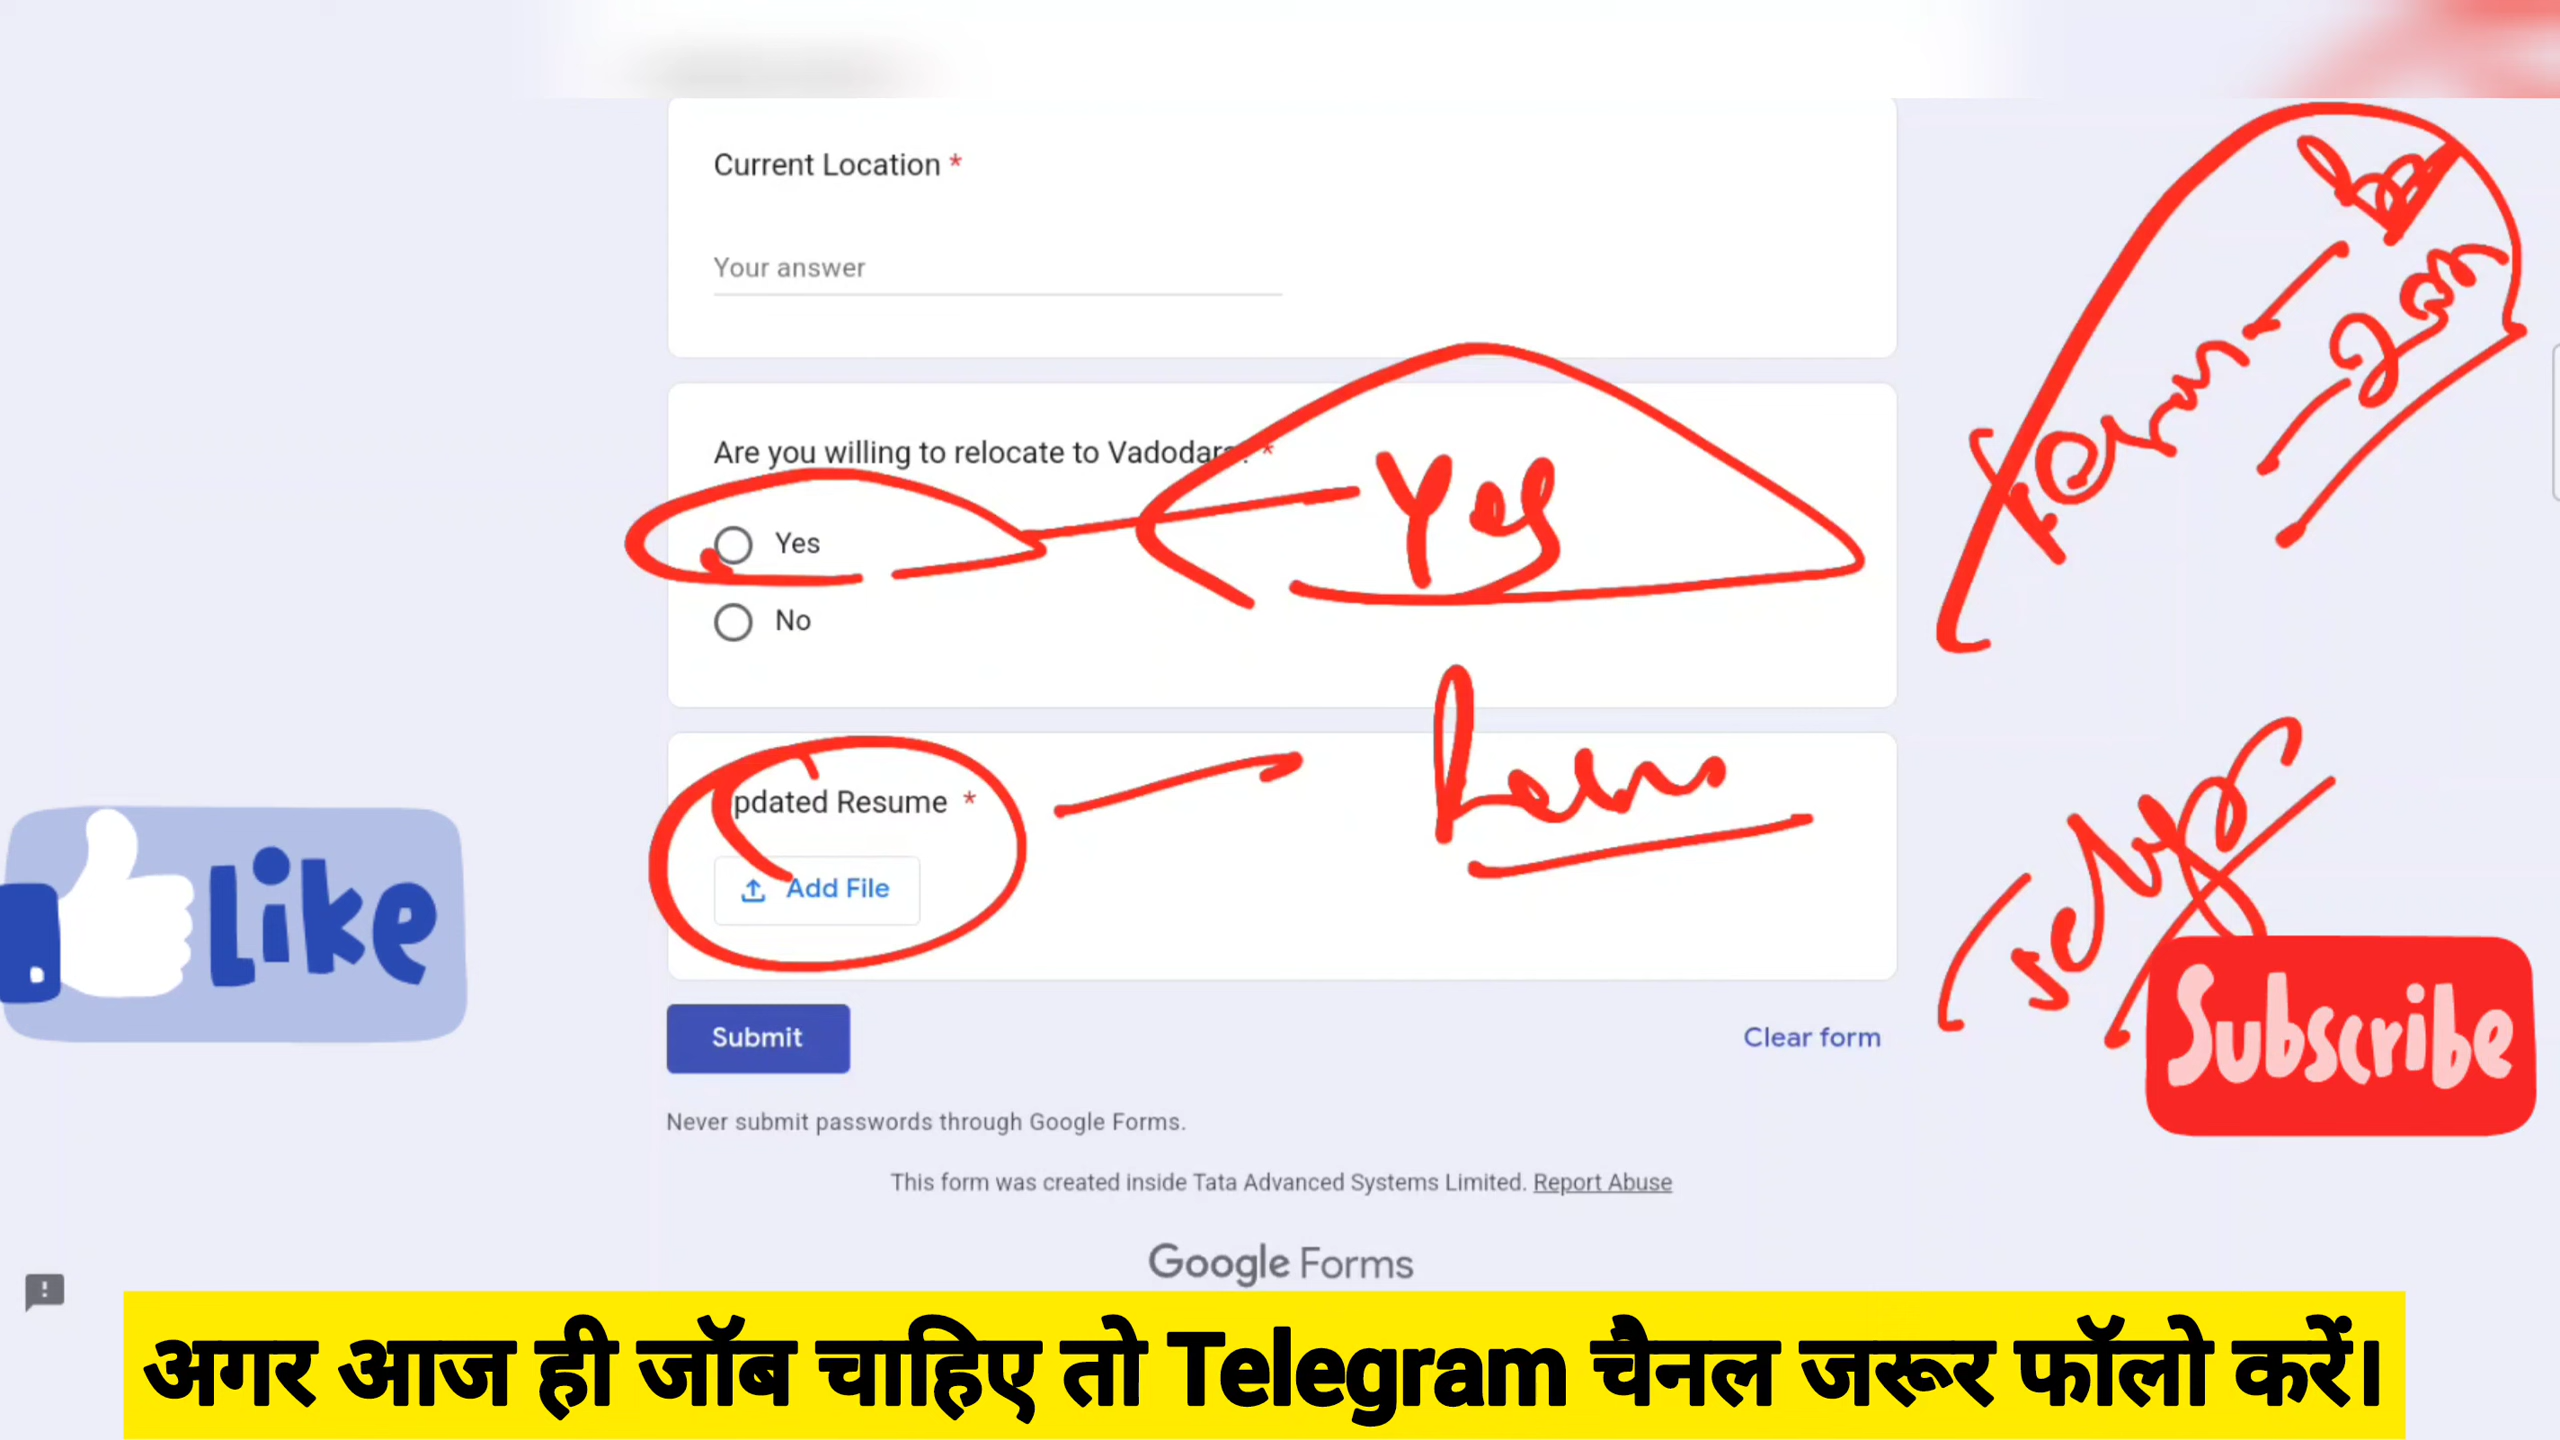 Current Location *
Your answer
Are you willing to relocate to Vadodara? *
Yes
Yes
No
pdated Resume *
Add File
Like
Submit
Clear form
Subscribe
Never submit passwords through Google Forms.
This form was created inside Tata Advanced Systems Limited. Report Abuse
Google Forms
अगर आज ही जॉब चाहिए तो Telegram चैनल जरूर फॉलो करें।